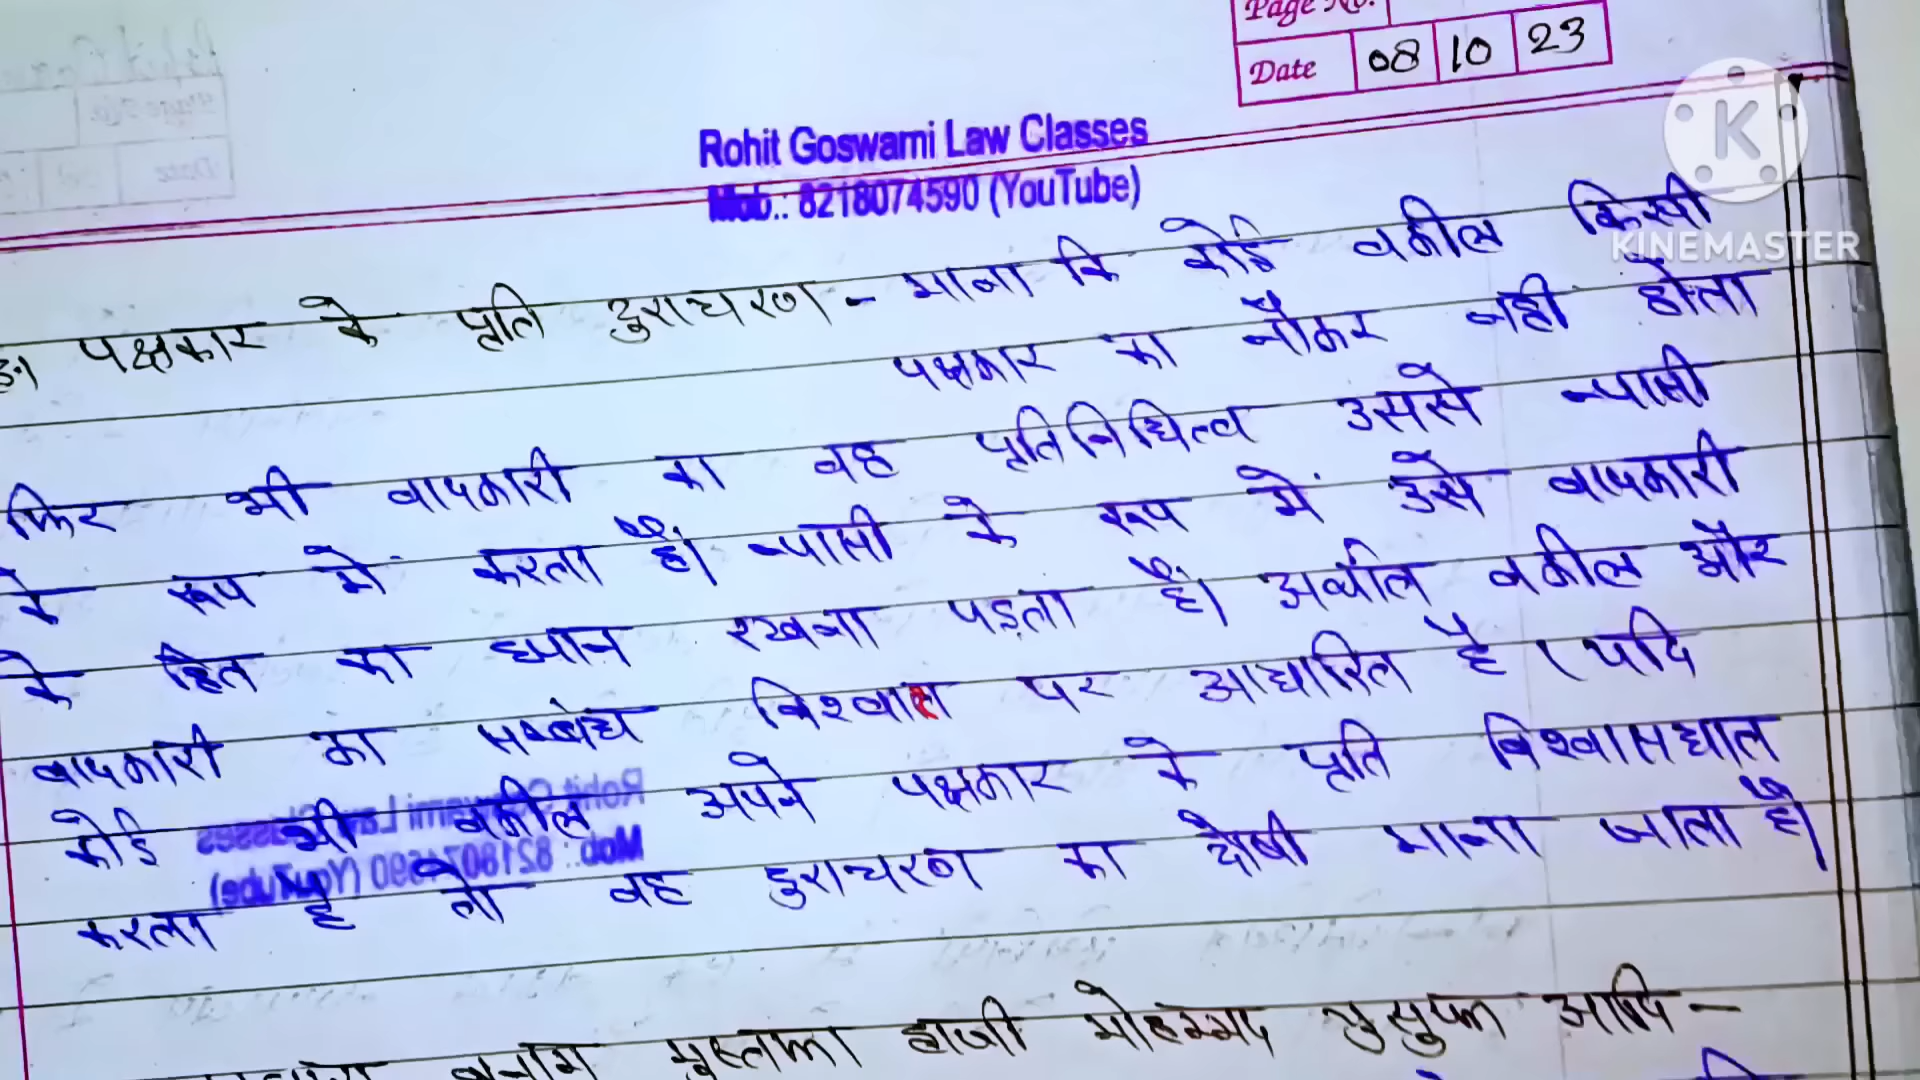 Page No.
Date 08 10 23
Rohit Goswami Law Classes
Mob.: 8218074590 (YouTube)
KINEMASTER
पक्षकार के प्रति दुराचरण - माना कि कोई वकील किसी
पक्षकार का नौकर नही होता
फिर भी वादकारी का वह प्रतिनिधित्व उससे न्यासी
के रूप में करता है। न्यासी के रूप में उसे वादकारी
के हित का ध्यान रखना पड़ता है। अर्थात वकील और
वादकारी का सम्बंध विश्वास पर आधारित है। यदि
कोई भी वकील अपने पक्षकार के प्रति विश्वासघात
करता है तो वह दुराचरण का दोषी माना जाता है।
बनाम मुस्तफा हाजी मोहम्मद युसुफ आदि -